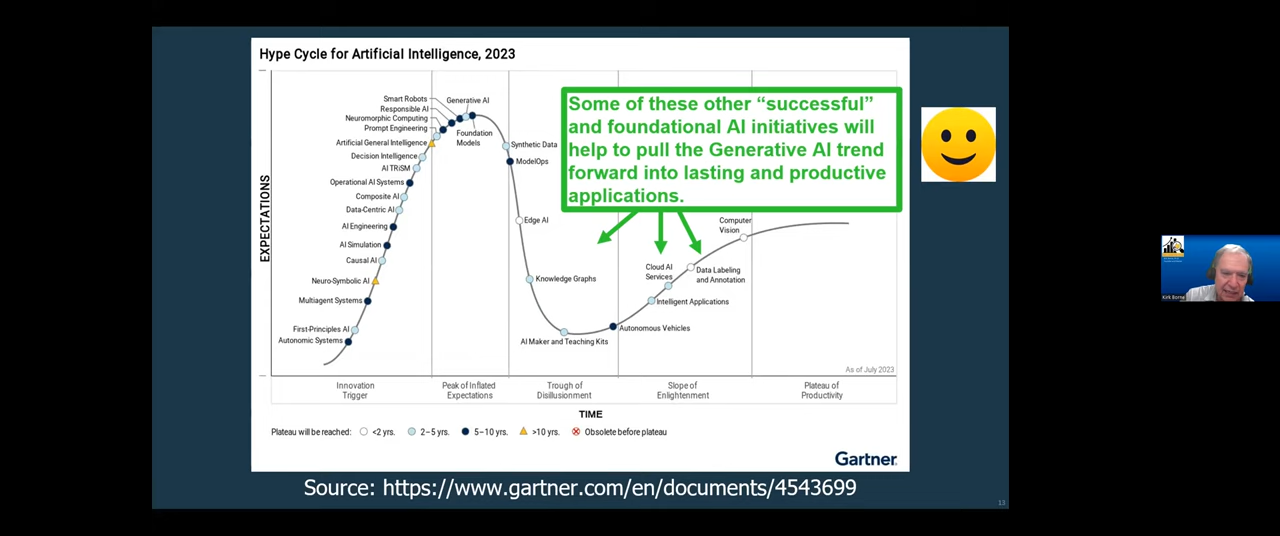 Hype Cycle for Artificial Intelligence, 2023
Some of these other “successful”
and foundational AI initiatives will
help to pull the Generative AI trend
forward into lasting and productive
applications.
EXPECTATIONS
Smart Robots
Responsible AI
Neuromorphic Computing
Prompt Engineering
Artificial General Intelligence
Decision Intelligence
AI TRiSM
Operational AI Systems
Composite AI
Data-Centric AI
AI Engineering
AI Simulation
Causal AI
Neuro-Symbolic AI
Multiagent Systems
First-Principles AI
Autonomic Systems
Generative AI
Foundation
Models
Synthetic Data
ModelOps
Edge AI
Knowledge Graphs
AI Maker and Teaching Kits
Autonomous Vehicles
Intelligent Applications
Cloud AI
Services
Data Labeling
and Annotation
Computer
Vision
As of July 2023
Innovation
Trigger
Peak of Inflated
Expectations
Trough of
Disillusionment
Slope of
Enlightenment
Plateau of
Productivity
TIME
Plateau will be reached: <2 yrs. 2–5 yrs. 5–10 yrs. >10 yrs. Obsolete before plateau
Gartner
Source: https://www.gartner.com/en/documents/4543699
13
Kirk Borne